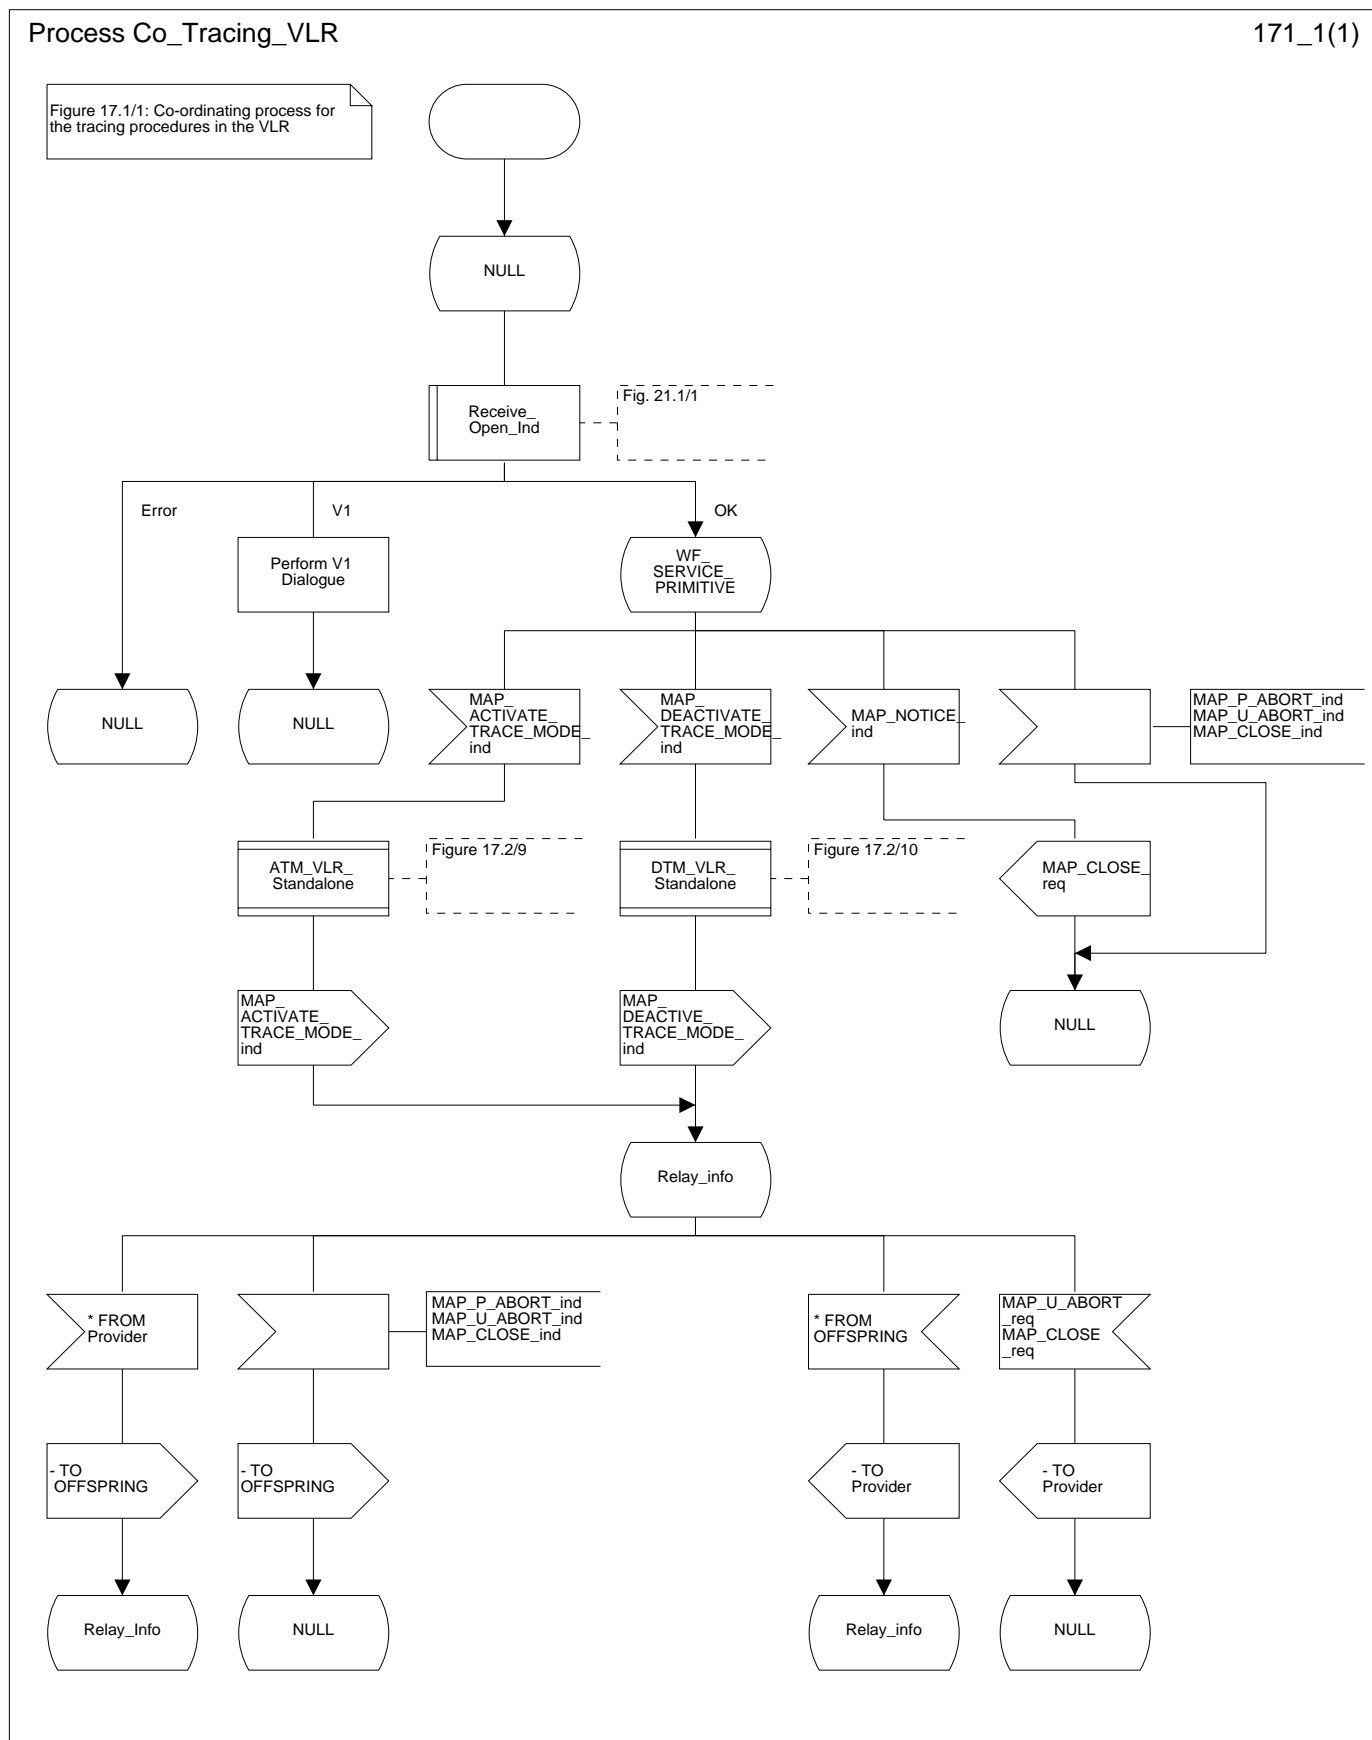 Process Co_Tracing_VLR
171_1(1)
Figure 17.1/1: Co-ordinating process for
the tracing procedures in the VLR
NULL
Receive_
Open_Ind
Fig. 21.1/1
Error
V1
OK
Perform V1
Dialogue
WF_
SERVICE_
PRIMITIVE
NULL
NULL
MAP_
ACTIVATE_
TRACE_MODE_
ind
MAP_
DEACTIVATE_
TRACE_MODE_
ind
MAP_NOTICE_
ind
MAP_P_ABORT_ind
MAP_U_ABORT_ind
MAP_CLOSE_ind
ATM_VLR_
Standalone
Figure 17.2/9
DTM_VLR_
Standalone
Figure 17.2/10
MAP_CLOSE_
req
MAP_
ACTIVATE_
TRACE_MODE_
ind
MAP_
DEACTIVE_
TRACE_MODE_
ind
NULL
Relay_info
* FROM
Provider
MAP_P_ABORT_ind
MAP_U_ABORT_ind
MAP_CLOSE_ind
* FROM
OFFSPRING
MAP_U_ABORT
_req
MAP_CLOSE
_req
- TO
OFFSPRING
- TO
OFFSPRING
- TO
Provider
- TO
Provider
Relay_Info
NULL
Relay_info
NULL